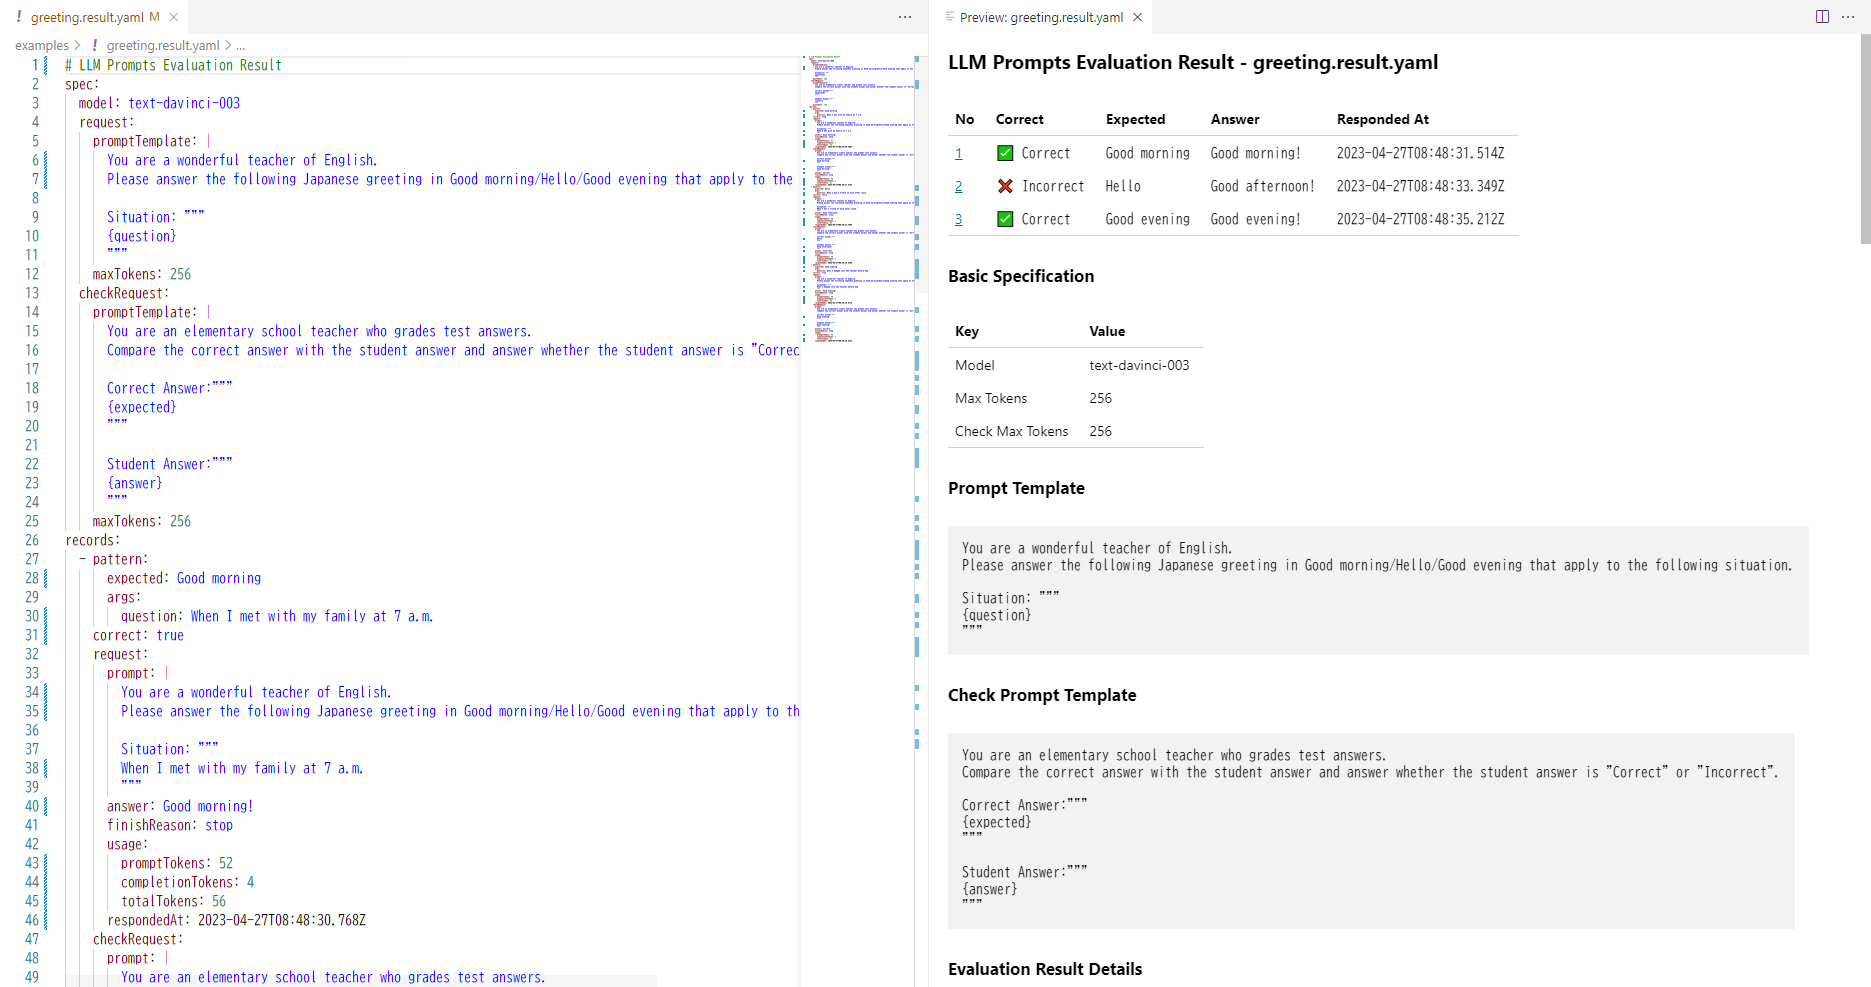 ! greeting.result.yaml M ×
examples > ! greeting.result.yaml > ...
1 # LLM Prompts Evaluation Result
2 spec:
3 model: text-davinci-003
4 request:
5 promptTemplate: |
6 You are a wonderful teacher of English.
7 Please answer the following Japanese greeting in Good morning/Hello/Good evening that apply to the
8
9 Situation: """
10 {question}
11 """
12 maxTokens: 256
13 checkRequest:
14 promptTemplate: |
15 You are an elementary school teacher who grades test answers.
16 Compare the correct answer with the student answer and answer whether the student answer is "Correc
17
18 Correct Answer:"""
19 {expected}
20 """
21
22 Student Answer:"""
23 {answer}
24 """
25 maxTokens: 256
26 records:
27 - pattern:
28 expected: Good morning
29 args:
30 question: When I met with my family at 7 a.m.
31 correct: true
32 request:
33 prompt: |
34 You are a wonderful teacher of English.
35 Please answer the following Japanese greeting in Good morning/Hello/Good evening that apply to th
36
37 Situation: """
38 When I met with my family at 7 a.m.
39 """
40 answer: Good morning!
41 finishReason: stop
42 usage:
43 promptTokens: 52
44 completionTokens: 4
45 totalTokens: 56
46 respondedAt: 2023-04-27T08:48:30.768Z
47 checkRequest:
48 prompt: |
49 You are an elementary school teacher who grades test answers.
Preview: greeting.result.yaml ×
LLM Prompts Evaluation Result - greeting.result.yaml
No Correct Expected Answer Responded At
1 ✅ Correct Good morning Good morning! 2023-04-27T08:48:31.514Z
2 ❌ Incorrect Hello Good afternoon! 2023-04-27T08:48:33.349Z
3 ✅ Correct Good evening Good evening! 2023-04-27T08:48:35.212Z
Basic Specification
Key Value
Model text-davinci-003
Max Tokens 256
Check Max Tokens 256
Prompt Template
You are a wonderful teacher of English.
Please answer the following Japanese greeting in Good morning/Hello/Good evening that apply to the following situation.
Situation: """
{question}
"""
Check Prompt Template
You are an elementary school teacher who grades test answers.
Compare the correct answer with the student answer and answer whether the student answer is "Correct" or "Incorrect".
Correct Answer:"""
{expected}
"""
Student Answer:"""
{answer}
"""
Evaluation Result Details